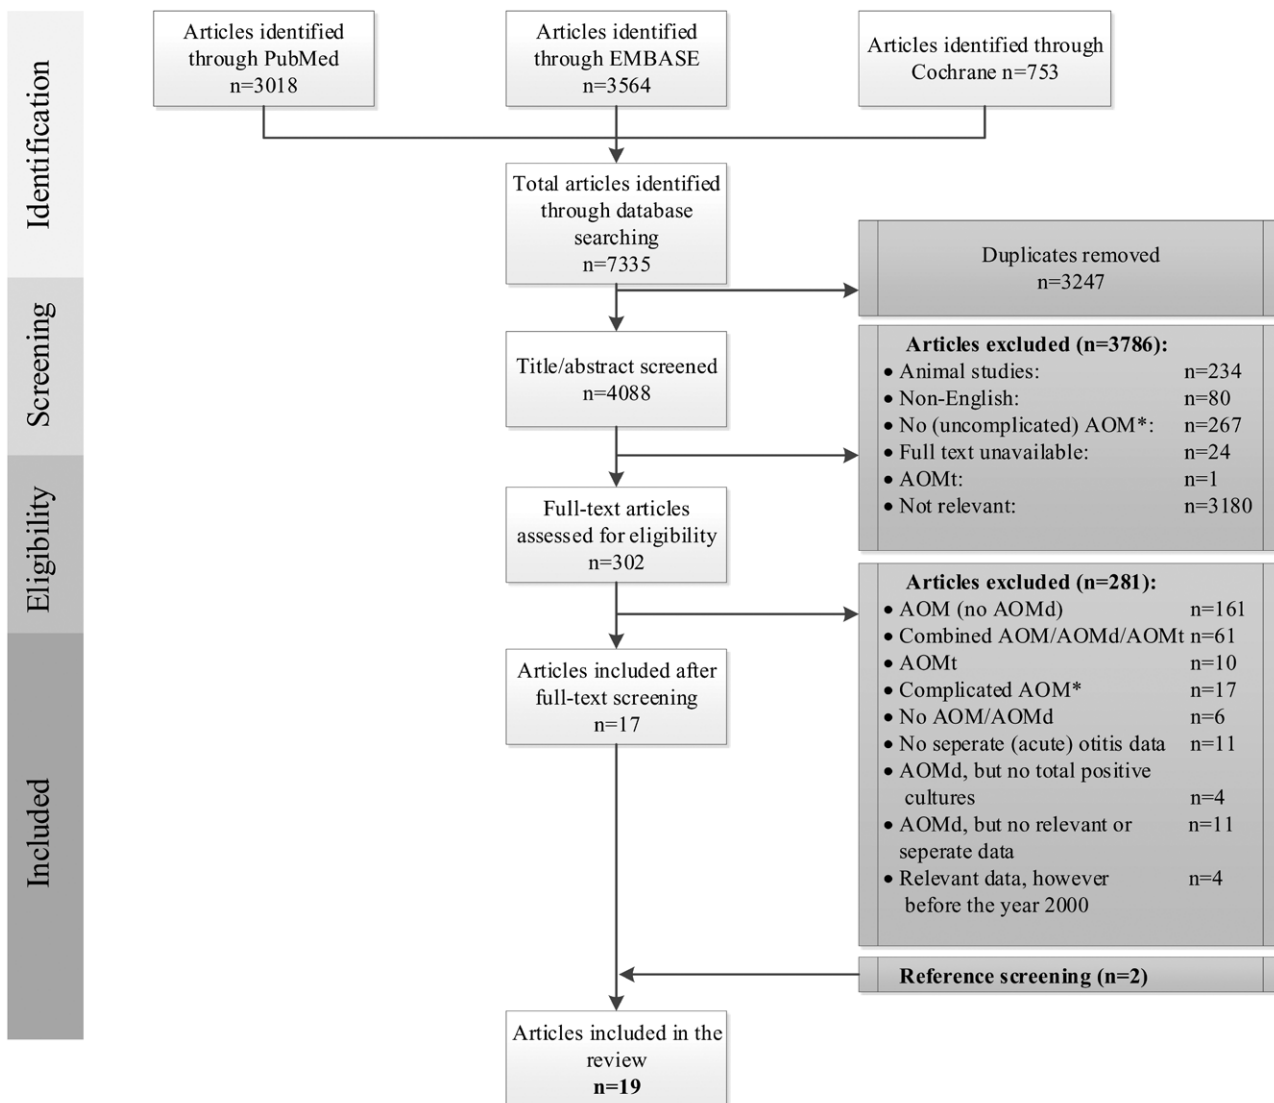 Identification
Articles identified
through PubMed
n=3018
Articles identified
through EMBASE
n=3564
Articles identified through
Cochrane n=753
Total articles identified
through database
searching
n=7335
Duplicates removed
n=3247
Screening
Title/abstract screened
n=4088
Articles excluded (n=3786):
• Animal studies: n=234
• Non-English: n=80
• No (uncomplicated) AOM*: n=267
• Full text unavailable: n=24
• AOMt: n=1
• Not relevant: n=3180
Eligibility
Full-text articles
assessed for eligibility
n=302
Articles excluded (n=281):
• AOM (no AOMd) n=161
• Combined AOM/AOMd/AOMt n=61
• AOMt n=10
• Complicated AOM* n=17
• No AOM/AOMd n=6
• No seperate (acute) otitis data n=11
• AOMd, but no total positive
cultures n=4
• AOMd, but no relevant or n=11
seperate data
• Relevant data, however n=4
before the year 2000
Included
Articles included after
full-text screening
n=17
Reference screening (n=2)
Articles included in the
review
n=19